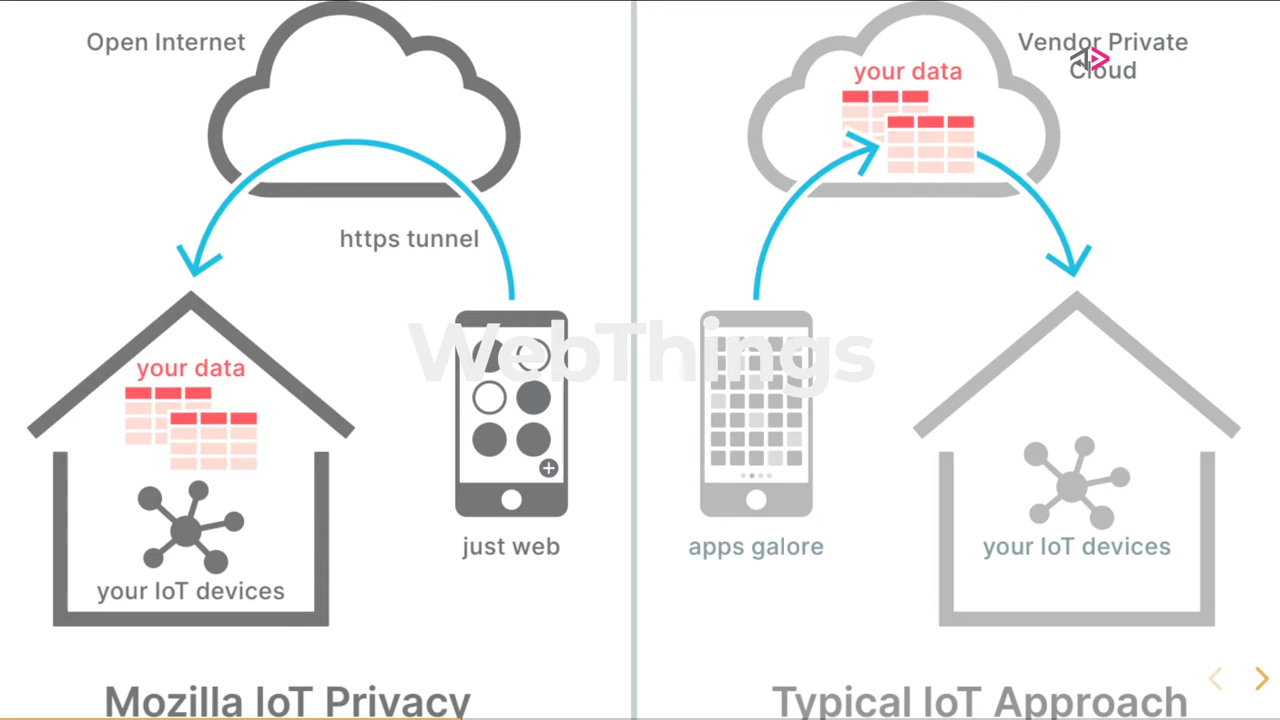 Open Internet
https tunnel
your data
your IoT devices
just web
Mozilla IoT Privacy
Vendor Private
Cloud
your data
apps galore
your IoT devices
Typical IoT Approach
WebThings